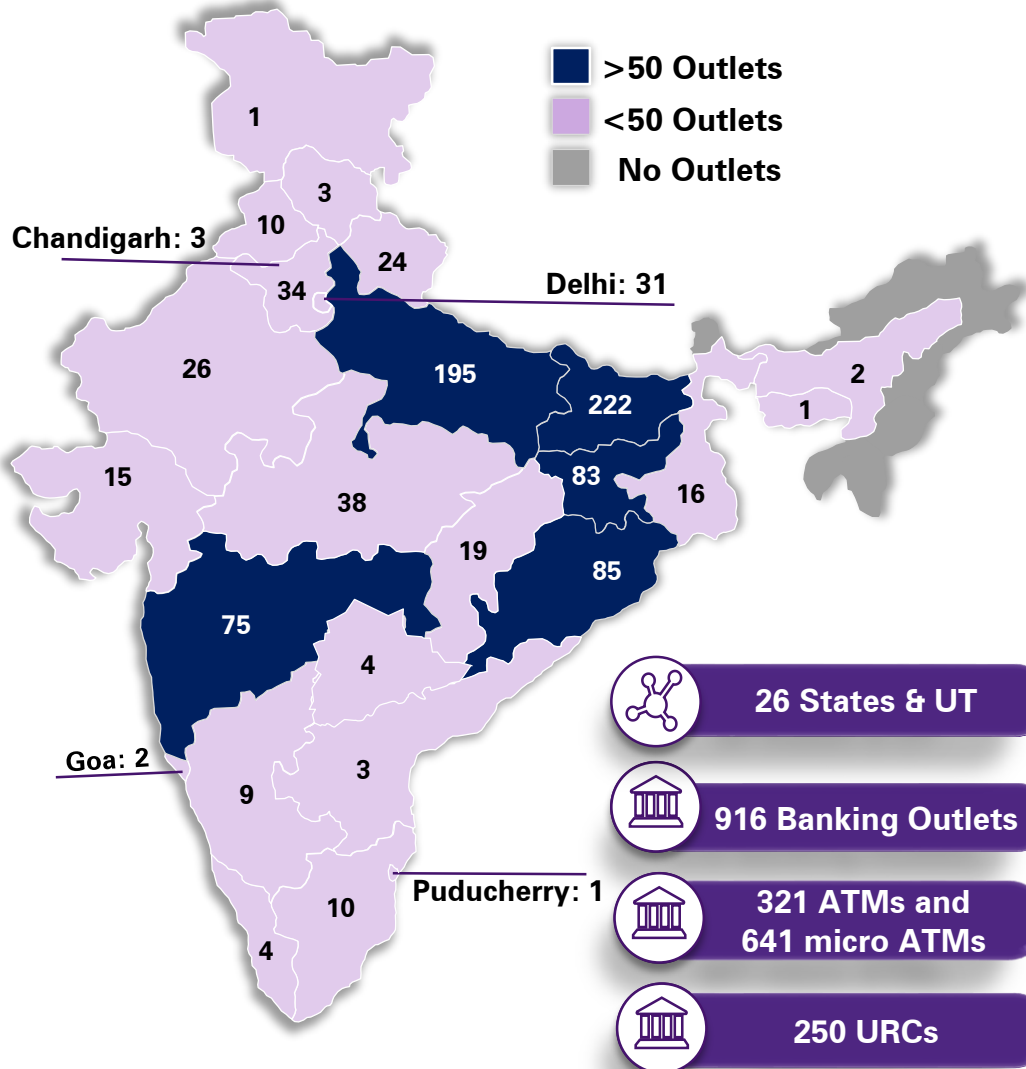 >50 Outlets
<50 Outlets
No Outlets
1
3
10
Chandigarh: 3
24
34
Delhi: 31
26
195
222
2
1
15
38
83
16
19
85
75
4
Goa: 2
9
3
Puducherry: 1
10
4
26 States & UT
916 Banking Outlets
321 ATMs and
641 micro ATMs
250 URCs